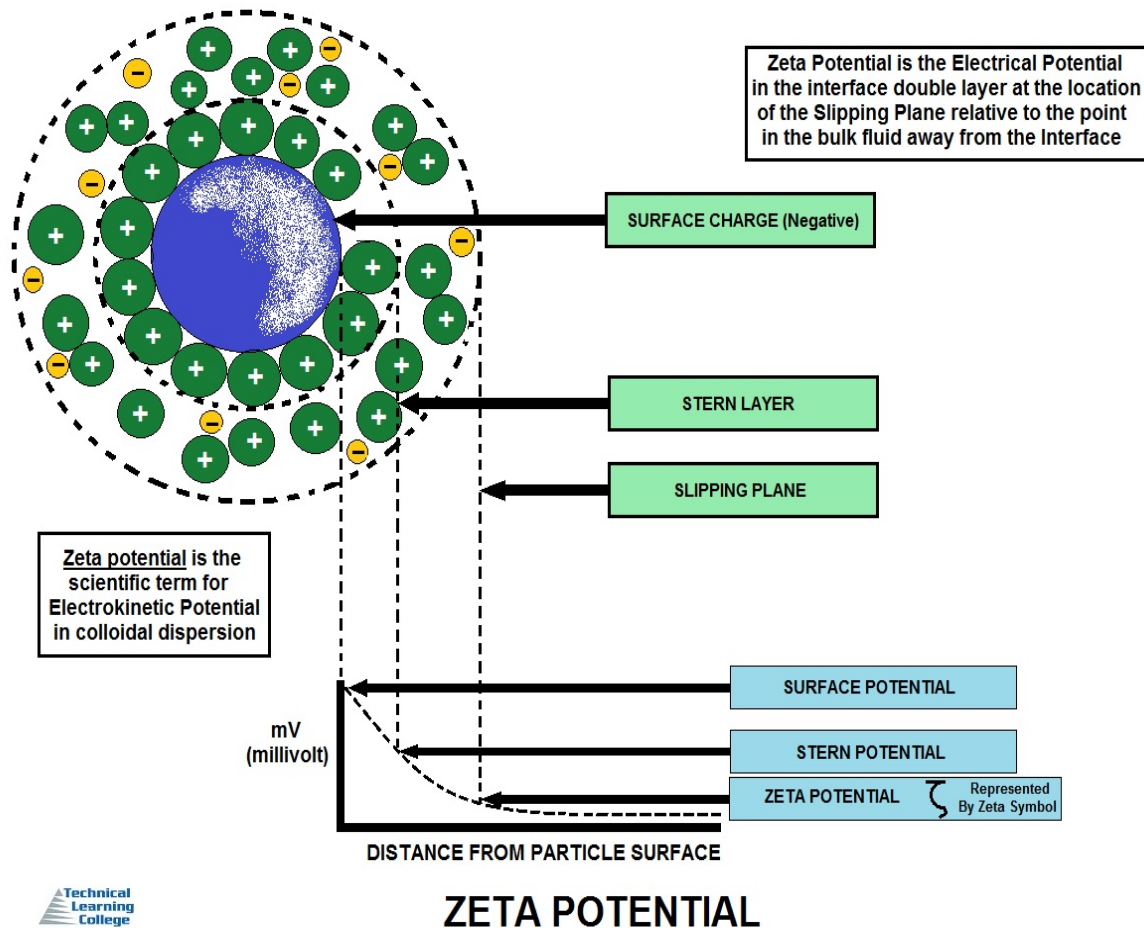 Zeta Potential is the Electrical Potential
in the interface double layer at the location
of the Slipping Plane relative to the point
in the bulk fluid away from the Interface
SURFACE CHARGE (Negative)
STERN LAYER
SLIPPING PLANE
Zeta potential is the
scientific term for
Electrokinetic Potential
in colloidal dispersion
SURFACE POTENTIAL
mV
(millivolt)
STERN POTENTIAL
ZETA POTENTIAL ζ Represented
By Zeta Symbol
DISTANCE FROM PARTICLE SURFACE
Technical
Learning
College
ZETA POTENTIAL